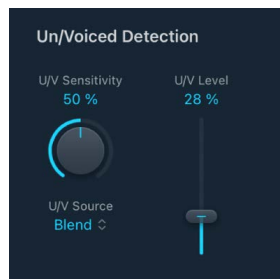 Un/Voiced Detection
U/V Sensitivity
50 %
U/V Level
28 %
U/V Source
Blend